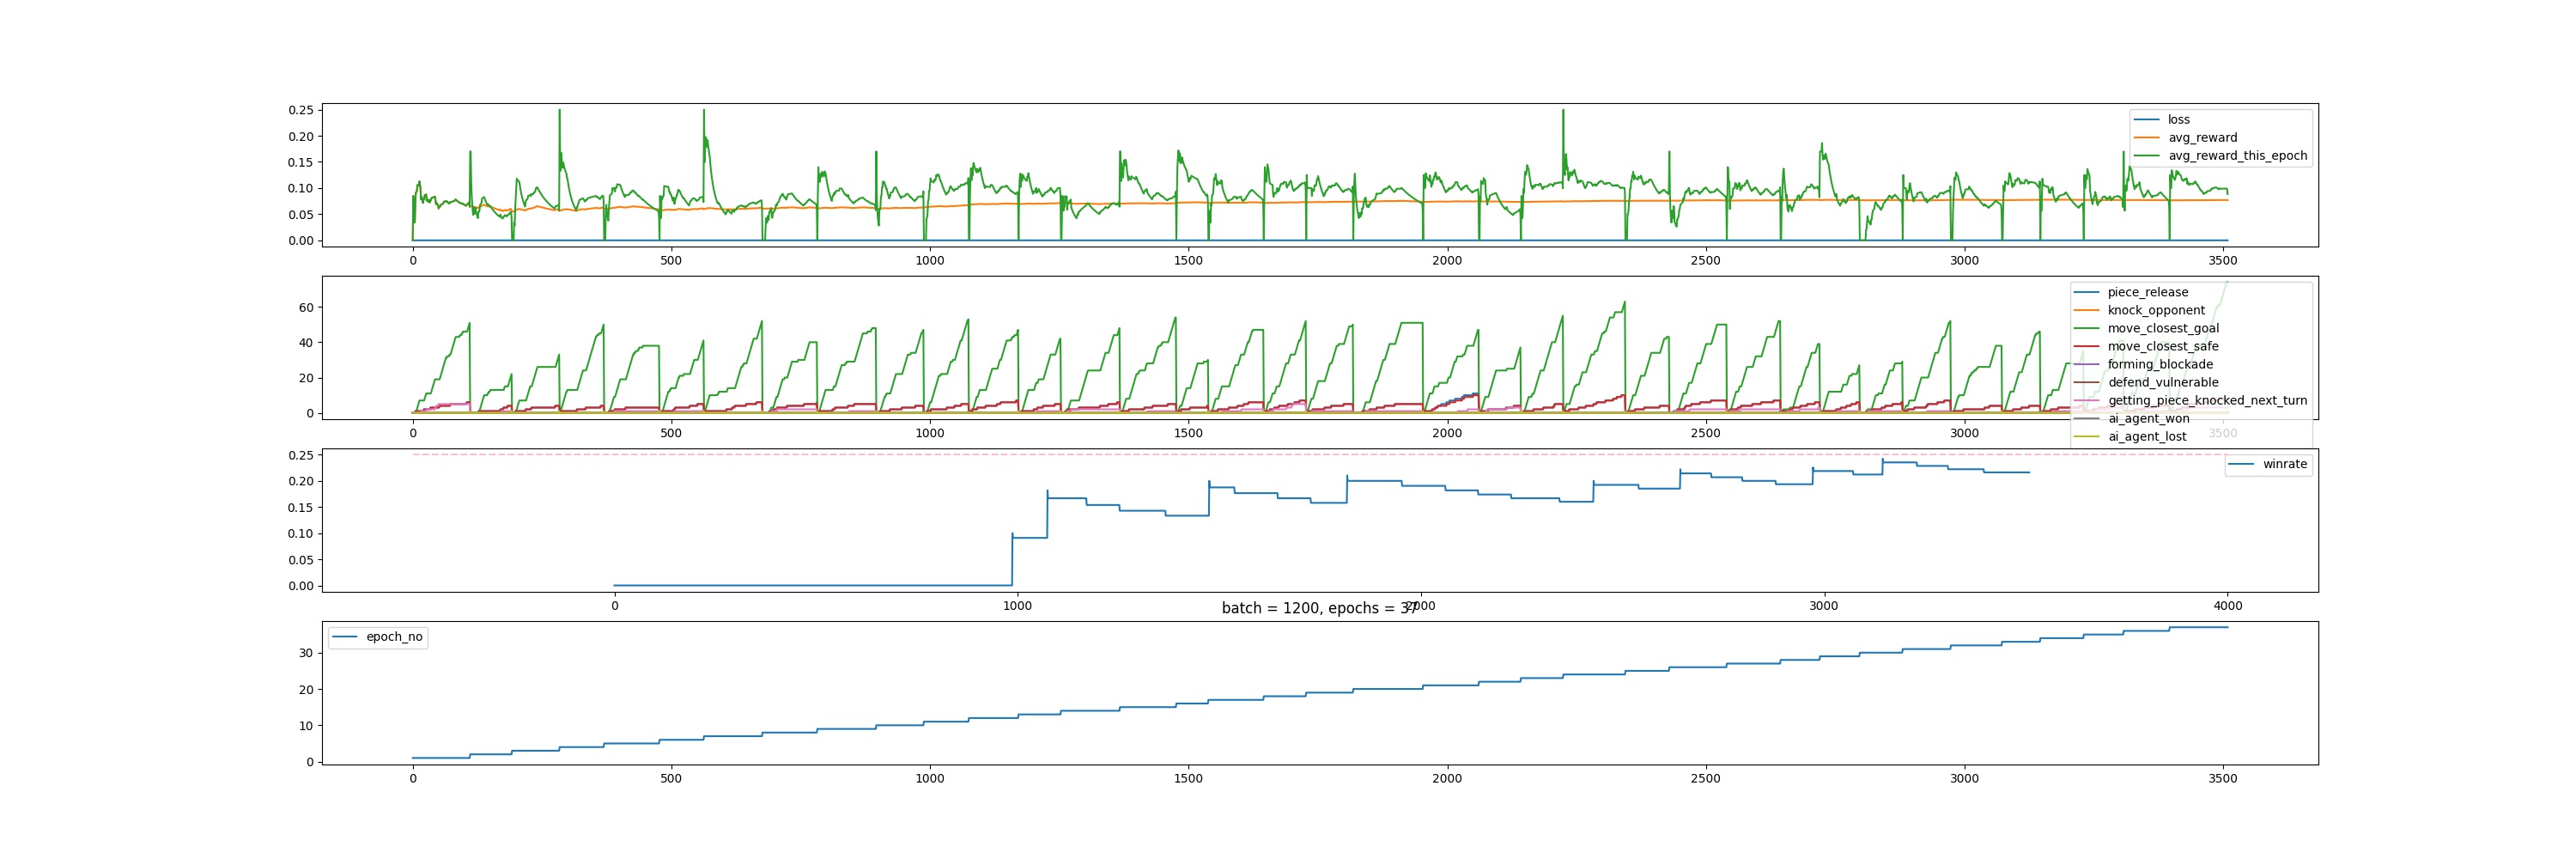 0.25
0.20
0.15
0.10
0.05
0.00
loss
avg_reward
avg_reward_this_epoch
0 500 1000 1500 2000 2500 3000 3500
60
40
20
0
piece_release
knock_opponent
move_closest_goal
move_closest_safe
forming_blockade
defend_vulnerable
getting_piece_knocked_next_turn
ai_agent_won
ai_agent_lost
0 500 1000 1500 2000 2500 3000 3500
0.25
0.20
0.15
0.10
0.05
0.00
winrate
0 1000 2000 3000 4000
batch = 1200, epochs = 37
epoch_no
30
20
10
0
0 500 1000 1500 2000 2500 3000 3500